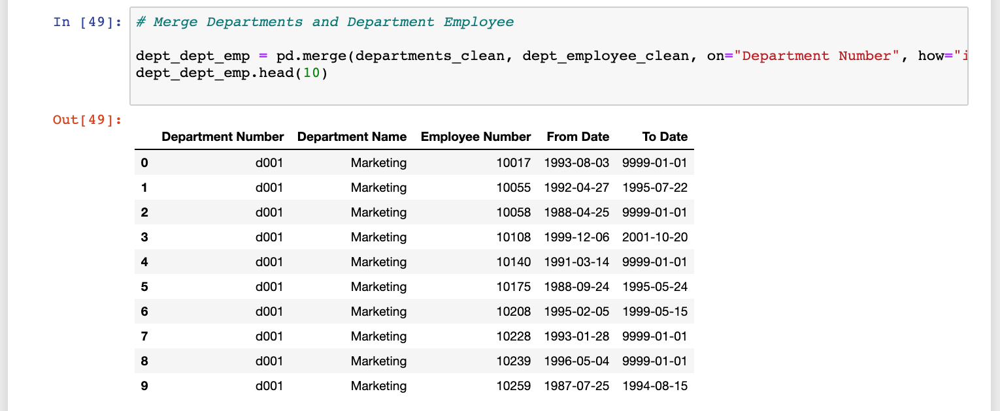 In [49]: # Merge Departments and Department Employee
dept_dept_emp = pd.merge(departments_clean, dept_employee_clean, on="Department Number", how="i
dept_dept_emp.head(10)
Out[49]:
Department Number Department Name Employee Number From Date To Date
0 d001 Marketing 10017 1993-08-03 9999-01-01
1 d001 Marketing 10055 1992-04-27 1995-07-22
2 d001 Marketing 10058 1988-04-25 9999-01-01
3 d001 Marketing 10108 1999-12-06 2001-10-20
4 d001 Marketing 10140 1991-03-14 9999-01-01
5 d001 Marketing 10175 1988-09-24 1995-05-24
6 d001 Marketing 10208 1995-02-05 1999-05-15
7 d001 Marketing 10228 1993-01-28 9999-01-01
8 d001 Marketing 10239 1996-05-04 9999-01-01
9 d001 Marketing 10259 1987-07-25 1994-08-15